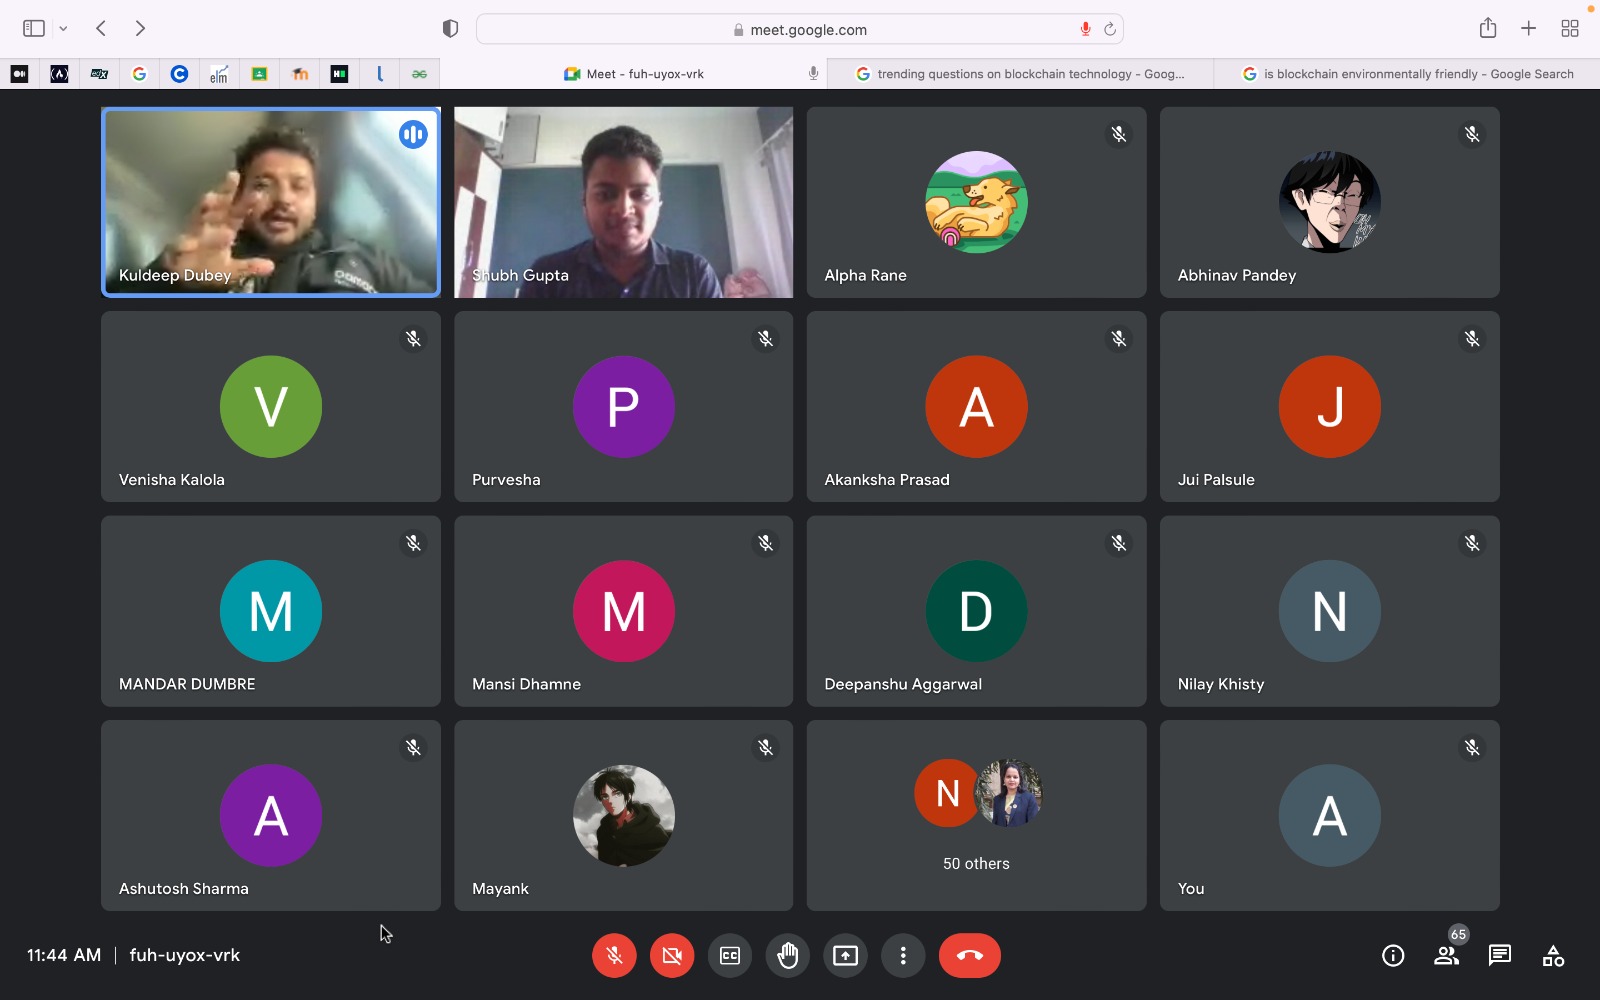 meet.google.com
elm
Meet - fuh-uyox-vrk
trending questions on blockchain technology - Goog...
is blockchain environmentally friendly - Google Search
Kuldeep Dubey
Shubh Gupta
Alpha Rane
Abhinav Pandey
V
P
A
J
Venisha Kalola
Purvesha
Akanksha Prasad
Jui Palsule
M
M
D
N
MANDAR DUMBRE
Mansi Dhamne
Deepanshu Aggarwal
Nilay Khisty
A
N
A
50 others
Ashutosh Sharma
Mayank
You
11:44 AM
fuh-uyox-vrk
CC
65